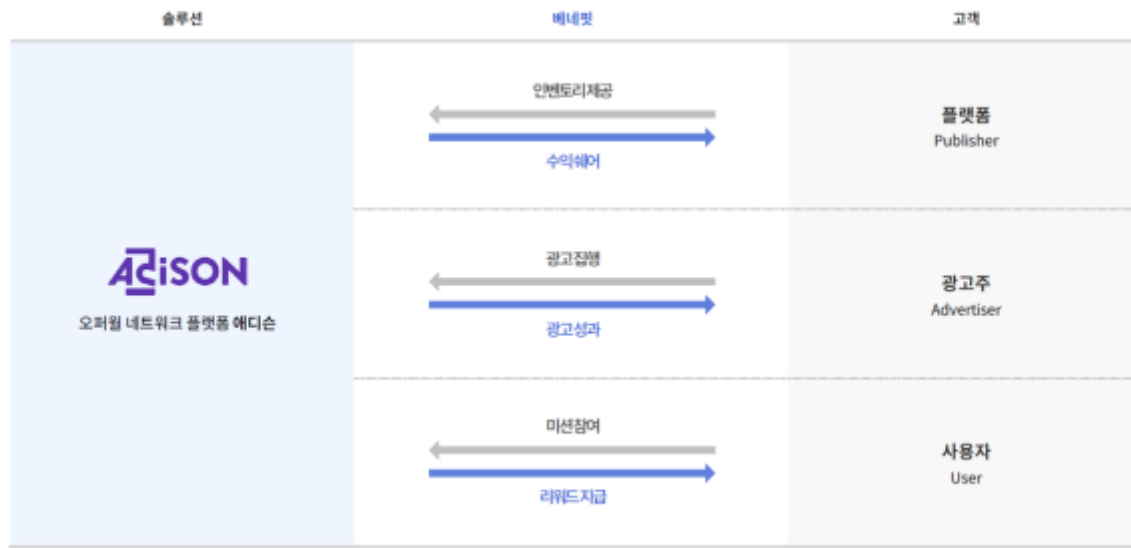 솔루션
베네핏
고객
인벤토리제공
수익쉐어
플랫폼
Publisher
ADiSON
오퍼월 네트워크 플랫폼 애디슨
광고집행
광고성과
광고주
Advertiser
미션참여
리워드지급
사용자
User